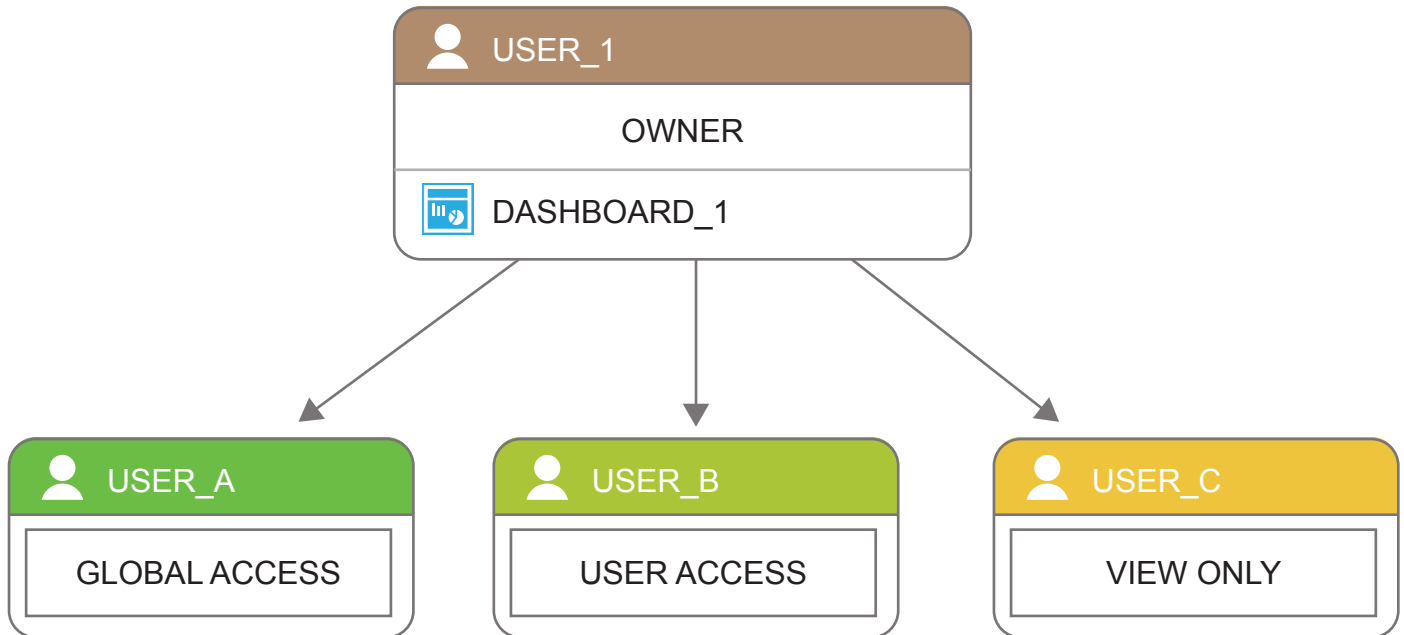 USER_1
OWNER
DASHBOARD_1
USER_A
USER_B
USER_C
GLOBAL ACCESS
USER ACCESS
VIEW ONLY